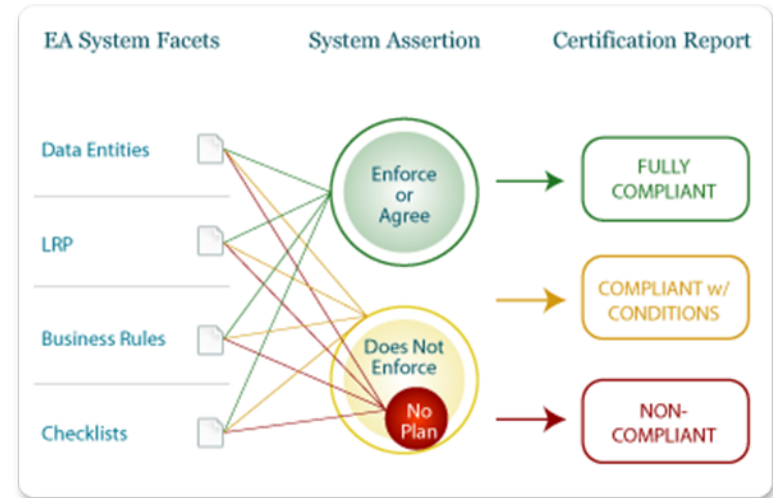 EA System Facets
System Assertion
Certification Report
Data Entities
LRP
Business Rules
Checklists
Enforce
or
Agree
Does Not
Enforce
No
Plan
FULLY
COMPLIANT
COMPLIANT w/
CONDITIONS
NON-
COMPLIANT